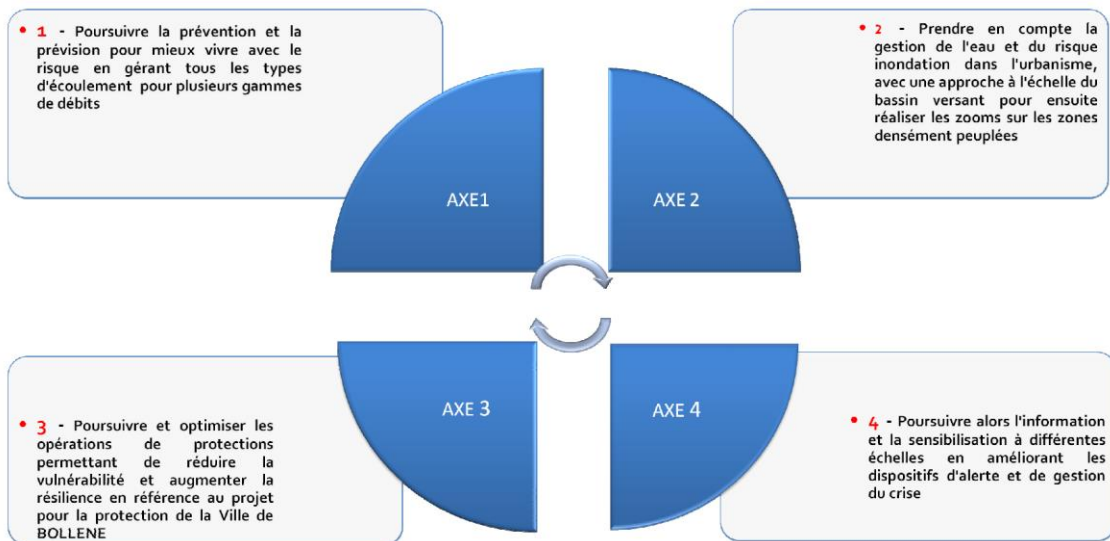 • 1 - Poursuivre la prévention et la
prévision pour mieux vivre avec le
risque en gérant tous les types
d'écoulement pour plusieurs gammes
de débits
• 2 - Prendre en compte la
gestion de l'eau et du risque
inondation dans l'urbanisme,
avec une approche à l'échelle du
bassin versant pour ensuite
réaliser les zooms sur les zones
densément peuplées
AXE1
AXE 2
AXE 3
AXE 4
• 3 - Poursuivre et optimiser les
opérations de protections
permettant de réduire la
vulnérabilité et augmenter la
résilience en référence au projet
pour la protection de la Ville de
BOLLENE
• 4 - Poursuivre alors l'information
et la sensibilisation à différentes
échelles en améliorant les
dispositifs d'alerte et de gestion
du crise